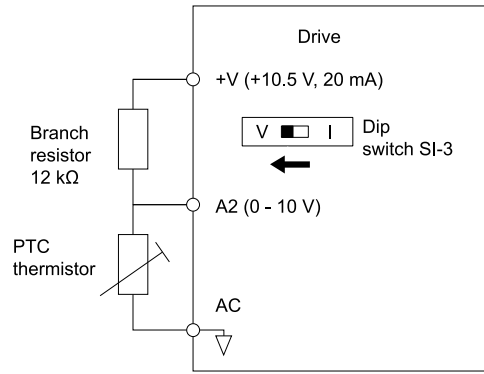 Drive
+V (+10.5 V, 20 mA)
Branch
resistor
12 kΩ
V I
Dip
switch SI-3
A2 (0 - 10 V)
PTC
thermistor
AC